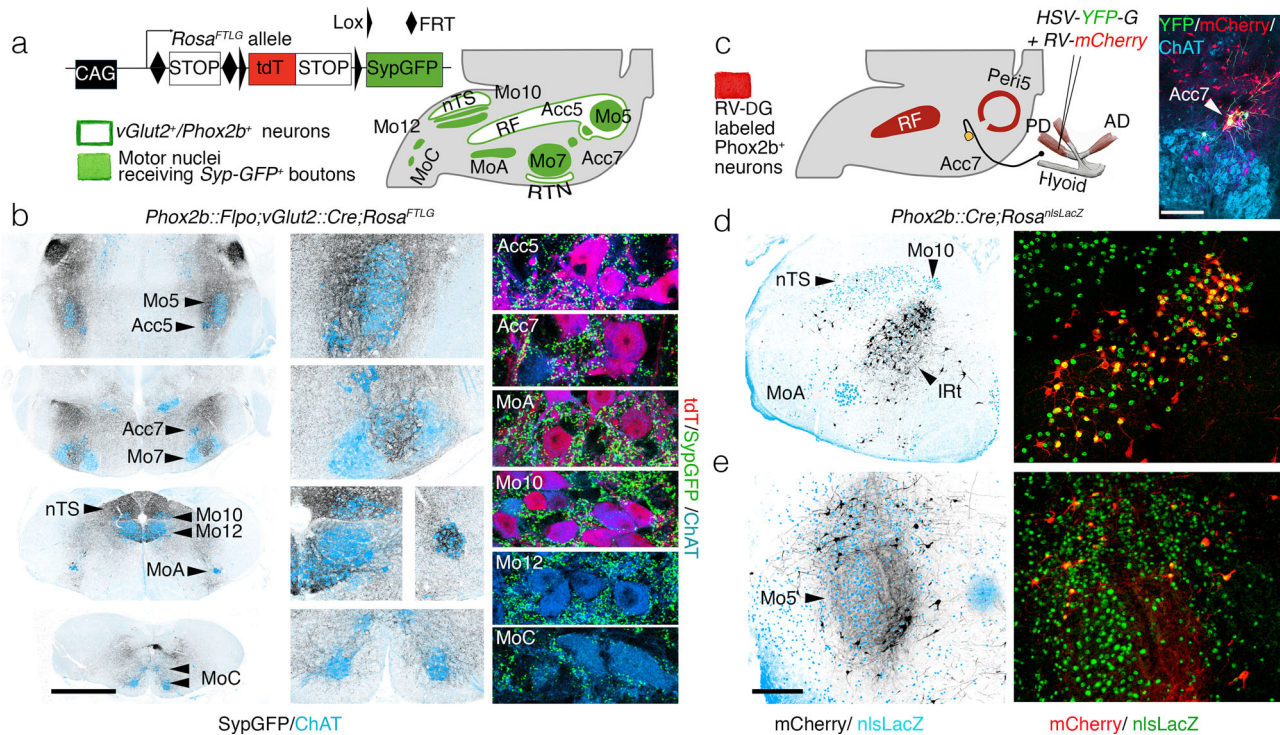 a
Lox
FRT
Rosa^FTLG allele
CAG
STOP
tdT
STOP
SypGFP
vGlut2⁺/Phox2b⁺ neurons
Motor nuclei
receiving Syp-GFP⁺ boutons
nTS
Mo10
Mo12
RF
Acc5
Mo5
MoC
MoA
Mo7
Acc7
RTN
b
Phox2b::Flpo;vGlut2::Cre;Rosa^FTLG
Mo5
Acc5
Acc7
Mo7
nTS
Mo10
Mo12
MoA
MoC
SypGFP/ChAT
Acc5
Acc7
MoA
Mo10
Mo12
MoC
tdT/SypGFP/ChAT
c
RV-DG
labeled
Phox2b⁺
neurons
HSV-YFP-G
+ RV-mCherry
Peri5
RF
PD
AD
Acc7
Hyoid
YFP/mCherry/
ChAT
Acc7
Phox2b::Cre;Rosa^nlsLacZ
d
nTS
Mo10
MoA
IRt
e
Mo5
mCherry/ nlsLacZ
mCherry/ nlsLacZ